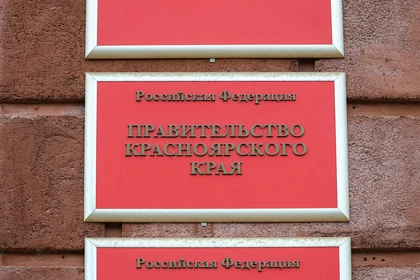 Российская Федерация
ПРАВИТЕЛЬСТВО
КРАСНОЯРСКОГО
КРАЯ
Российская Федерация